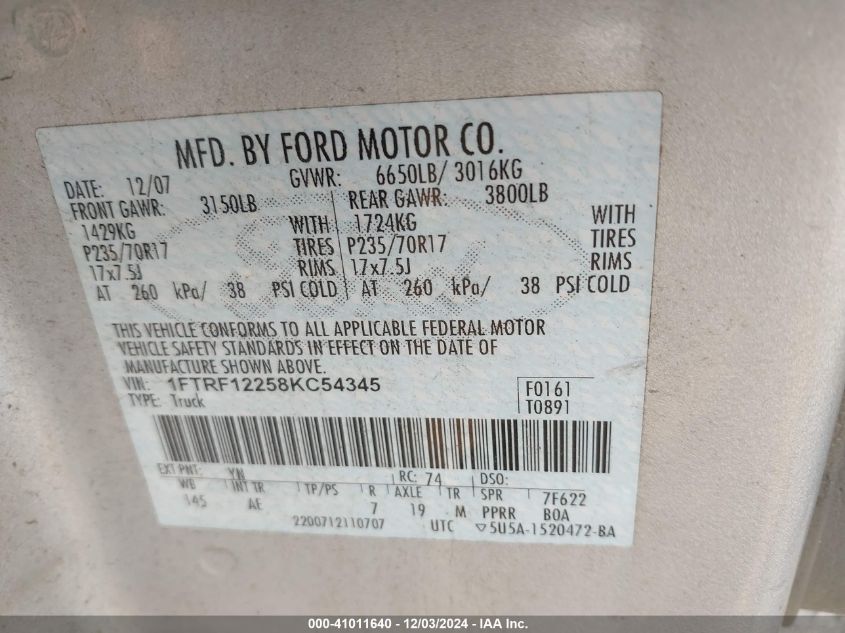 MFD. BY FORD MOTOR CO.
DATE: 12/07 GVWR: 6650LB/ 3016KG
FRONT GAWR: 3150LB REAR GAWR: 3800LB
1429KG WITH 1724KG WITH
P235/70R17 TIRES P235/70R17 TIRES
17x7.5J RIMS 17x7.5J RIMS
AT 260 kPa/ 38 PSI COLD AT 260 kPa/ 38 PSI COLD
THIS VEHICLE CONFORMS TO ALL APPLICABLE FEDERAL MOTOR
VEHICLE SAFETY STANDARDS IN EFFECT ON THE DATE OF
MANUFACTURE SHOWN ABOVE.
VIN: 1FTRF12258KC54345 F0161
TYPE: Truck T0891
EXT PNT: YN RC: 74 DSO:
WB INT TR TP/PS R AXLE TR SPR 7F622
145 AE 7 19 M PPRR BOA
2200712110707 UTC ▽5U5A-1520472-BA
000-41011640 - 12/03/2024 - IAA Inc.